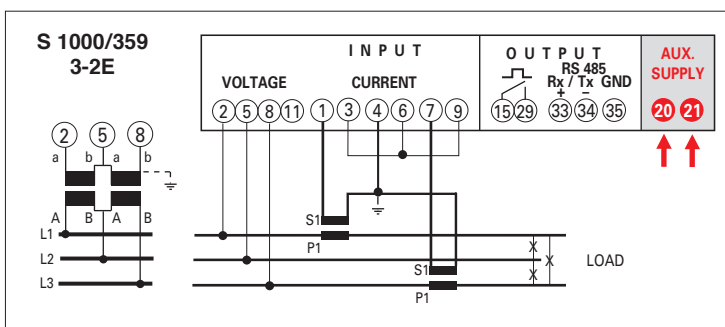 S 1000/359
3-2E
INPUT
OUTPUT
AUX.
SUPPLY
VOLTAGE
CURRENT
RS 485
Rx / Tx GND
+ −
2 5 8 11
1 3 4 6 7 9
15 29 33 34 35
20 21
2 5 8
a b a b
A B A B
L1
L2
L3
S1
P1
S1
P1
X
X
X
LOAD